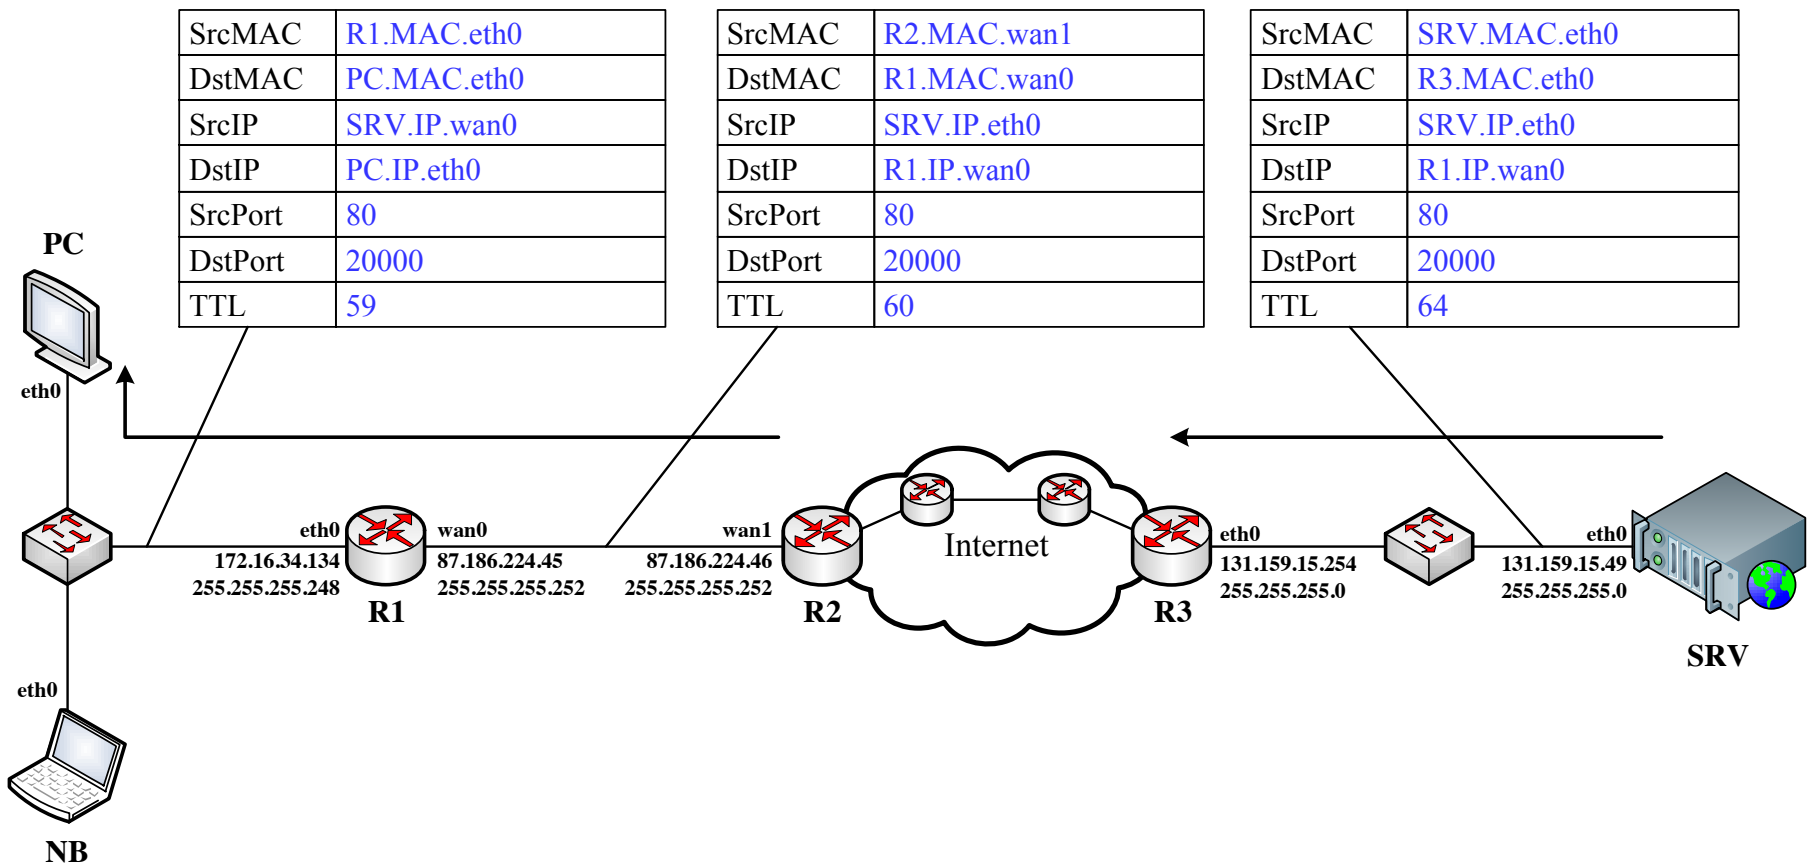 SrcMAC R1.MAC.eth0
DstMAC PC.MAC.eth0
SrcIP SRV.IP.wan0
DstIP PC.IP.eth0
SrcPort 80
DstPort 20000
TTL 59
SrcMAC R2.MAC.wan1
DstMAC R1.MAC.wan0
SrcIP SRV.IP.eth0
DstIP R1.IP.wan0
SrcPort 80
DstPort 20000
TTL 60
SrcMAC SRV.MAC.eth0
DstMAC R3.MAC.eth0
SrcIP SRV.IP.eth0
DstIP R1.IP.wan0
SrcPort 80
DstPort 20000
TTL 64
PC
eth0
eth0
172.16.34.134
255.255.255.248
R1
wan0
87.186.224.45
255.255.255.252
wan1
87.186.224.46
255.255.255.252
R2
Internet
R3
eth0
131.159.15.254
255.255.255.0
eth0
131.159.15.49
255.255.255.0
SRV
eth0
NB